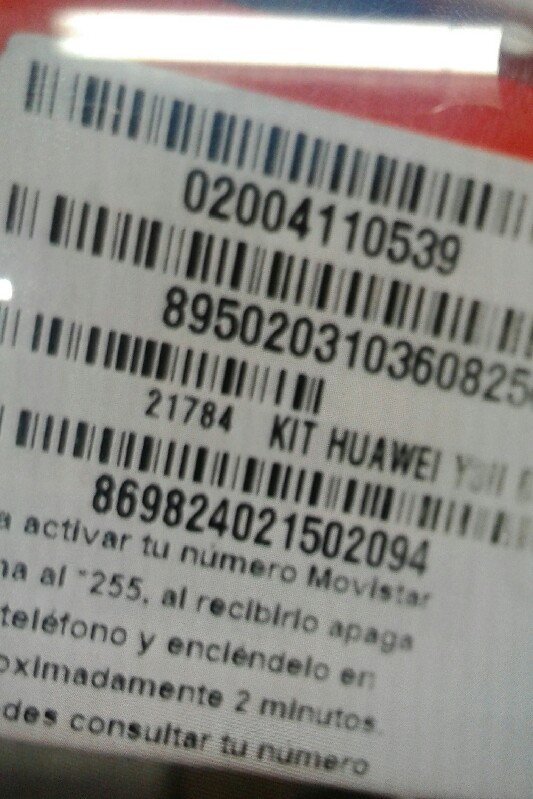 02004110539
895020310360825
21784 KIT HUAWEI
869824021502094
a activar tu número Movistar
na al *255, al recibirlo apaga
teléfono y enciéndelo en
oximadamente 2 minutos.
des consultar tu numero